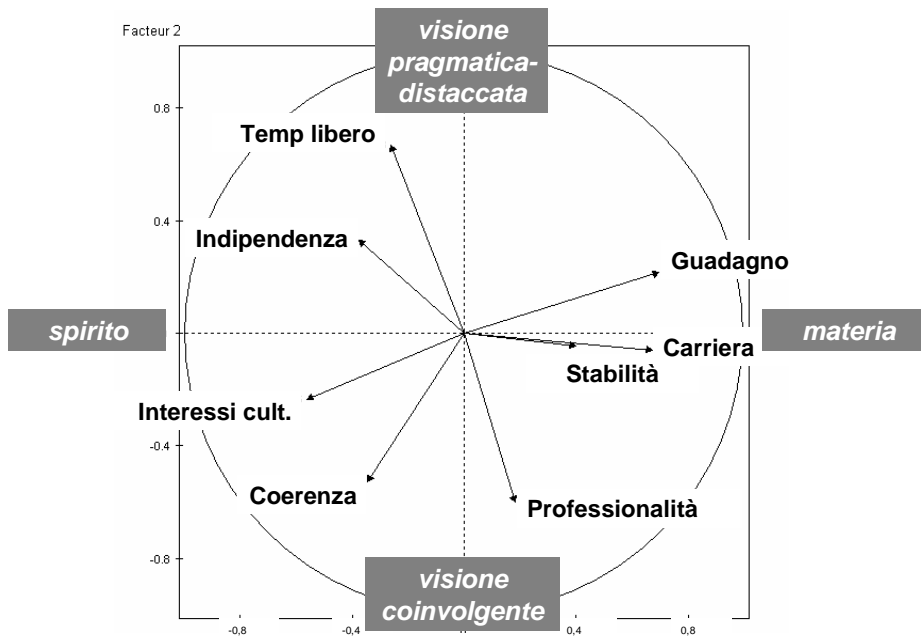 Facteur 2
visione
pragmatica-
distaccata
0.8
Temp libero
0.4
Indipendenza
Guadagno
spirito
materia
Carriera
Stabilità
Interessi cult.
-0.4
Coerenza
Professionalità
-0.8
visione
coinvolgente
-0,8
-0,4
0,4
0,8